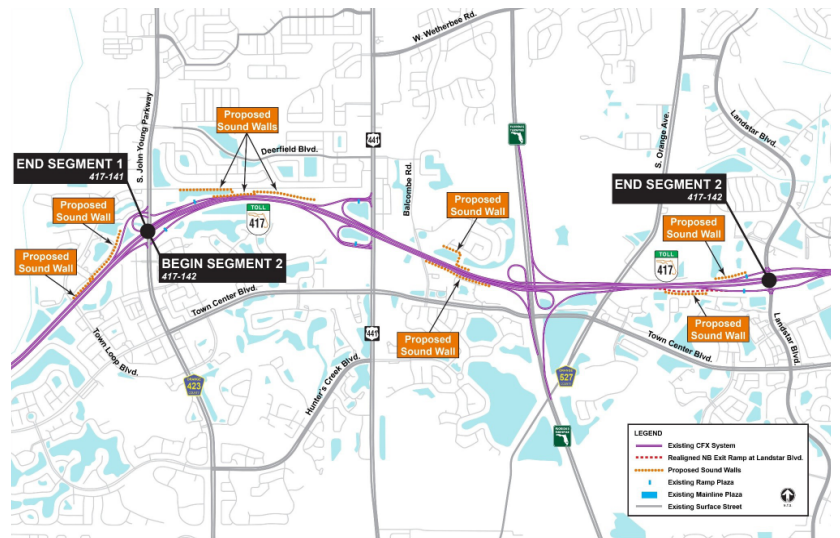 W. Wetherbee Rd.
S. John Young Parkway
Proposed
Sound Walls
441
Deerfield Blvd.
Balcombe Rd.
S. Orange Ave.
Landstar Blvd.
END SEGMENT 1
417-141
END SEGMENT 2
417-142
Proposed
Sound Wall
TOLL
417
Proposed
Sound Wall
Proposed
Sound Wall
TOLL
417
Proposed
Sound Wall
BEGIN SEGMENT 2
417-142
Town Center Blvd.
441
Proposed
Sound Wall
Proposed
Sound Wall
Town Loop Blvd.
Town Center Blvd.
Landstar Blvd.
Hunter's Creek Blvd.
423
527
LEGEND
Existing CFX System
Realigned NB Exit Ramp at Landstar Blvd.
Proposed Sound Walls
Existing Ramp Plaza
Existing Mainline Plaza
Existing Surface Street